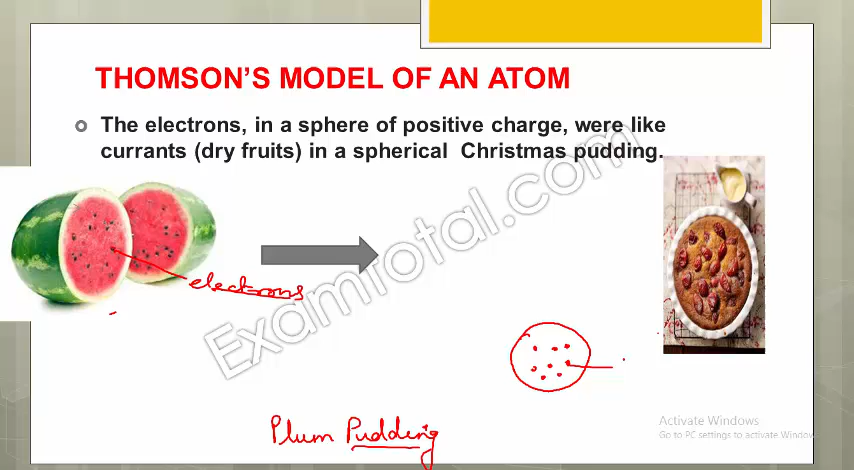 THOMSON'S MODEL OF AN ATOM
The electrons, in a sphere of positive charge, were like
currants (dry fruits) in a spherical Christmas pudding.
ExamTotal.com
electrons
Plum Pudding
Activate Windows
Go to PC settings to activate Window